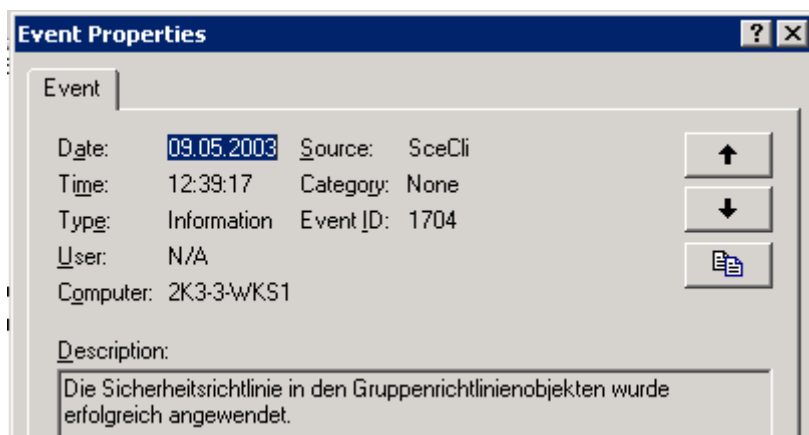 Event Properties
Event
Date: 09.05.2003 Source: SceCli
Time: 12:39:17 Category: None
Type: Information Event ID: 1704
User: N/A
Computer: 2K3-3-WKS1
Description:
Die Sicherheitsrichtlinie in den Gruppenrichtlinienobjekten wurde
erfolgreich angewendet.